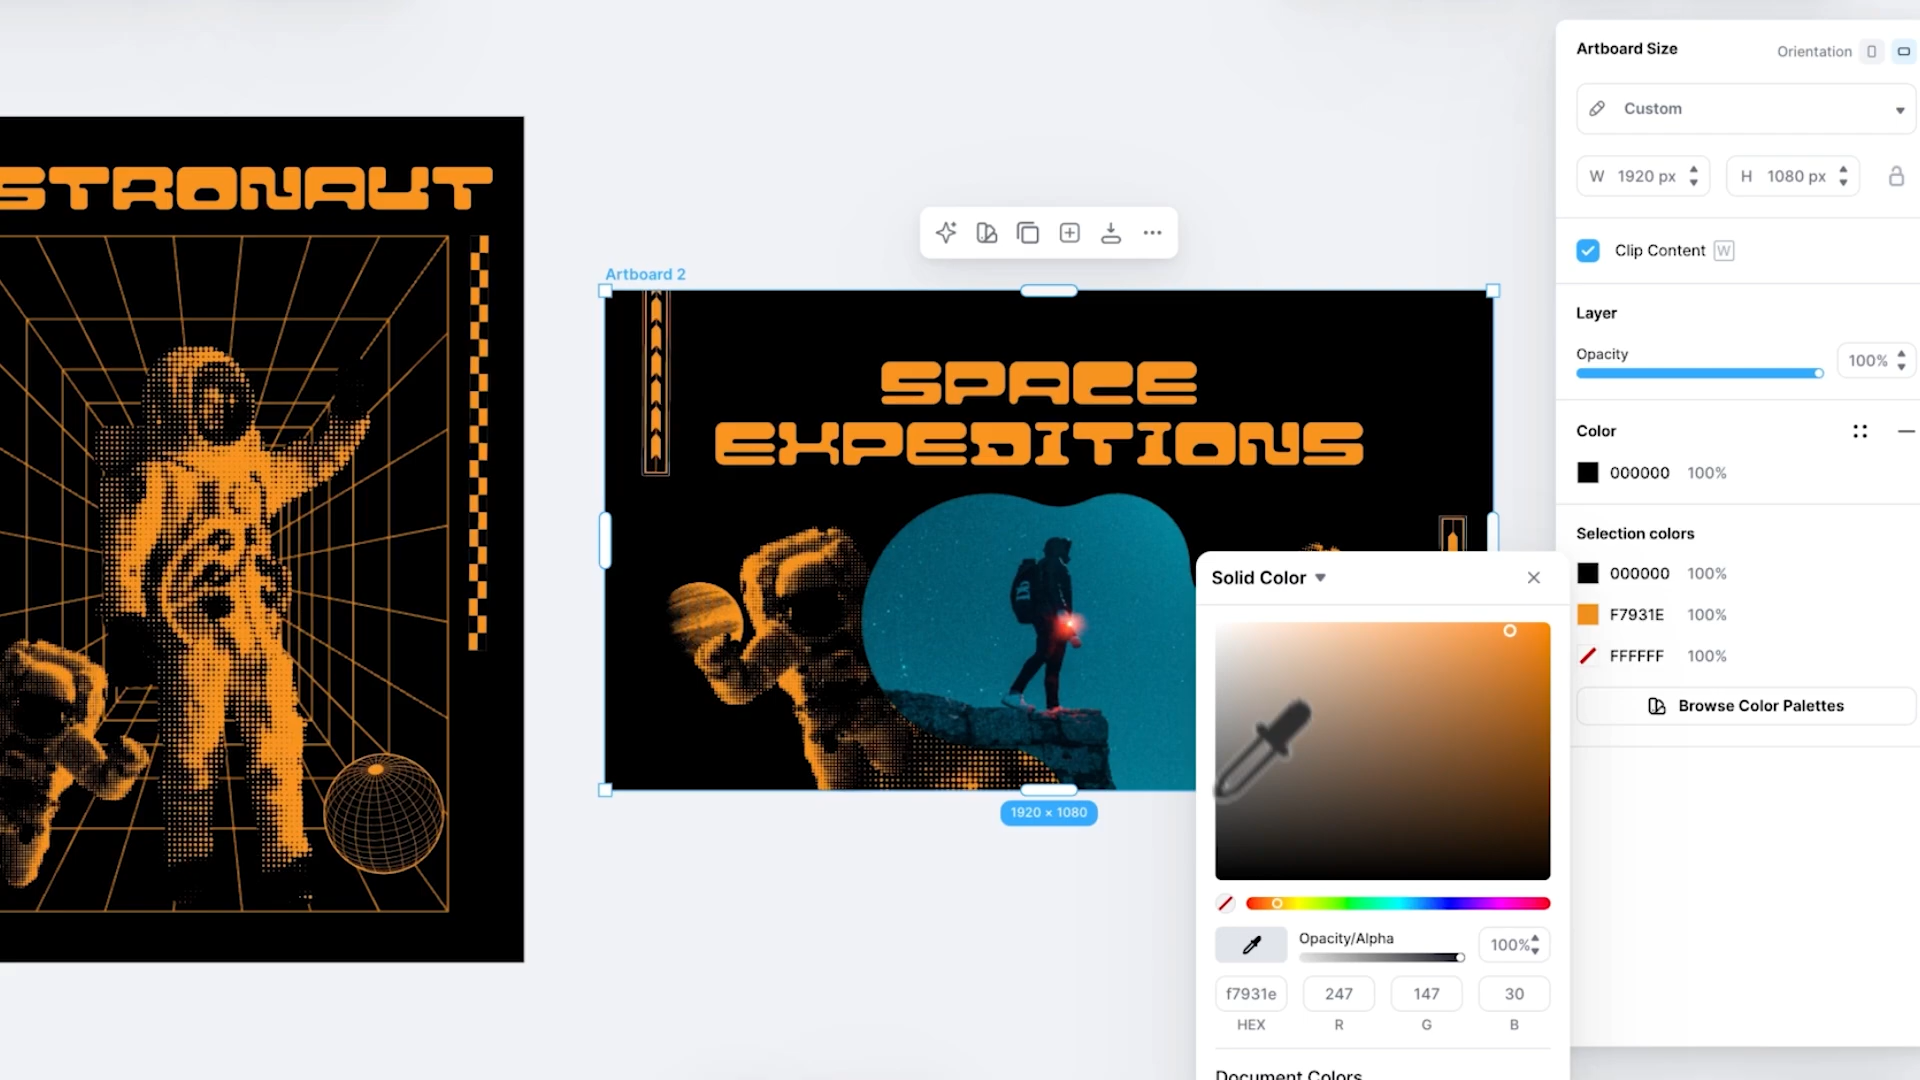 STRONAUT
Artboard 2
SPACE
EXPEDITIONS
1920 × 1080
Artboard Size
Orientation
Custom
W 1920 px
H 1080 px
Clip Content W
Layer
Opacity
100%
Color
000000 100%
Selection colors
000000 100%
F7931E 100%
FFFFFF 100%
Browse Color Palettes
Solid Color
Opacity/Alpha
100%
f7931e 247 147 30
HEX R G B
Document Colors